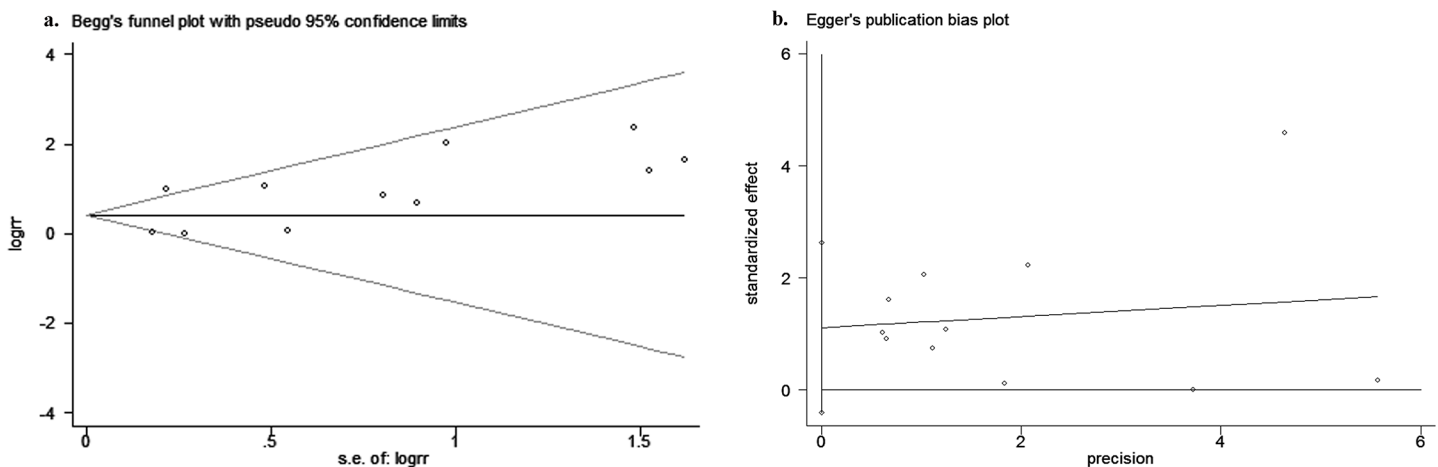 a. Begg's funnel plot with pseudo 95% confidence limits
4
2
0
-2
-4
logrr
0 .5 1 1.5
s.e. of: logrr
b. Egger's publication bias plot
6
4
2
0
standardized effect
0 2 4 6
precision